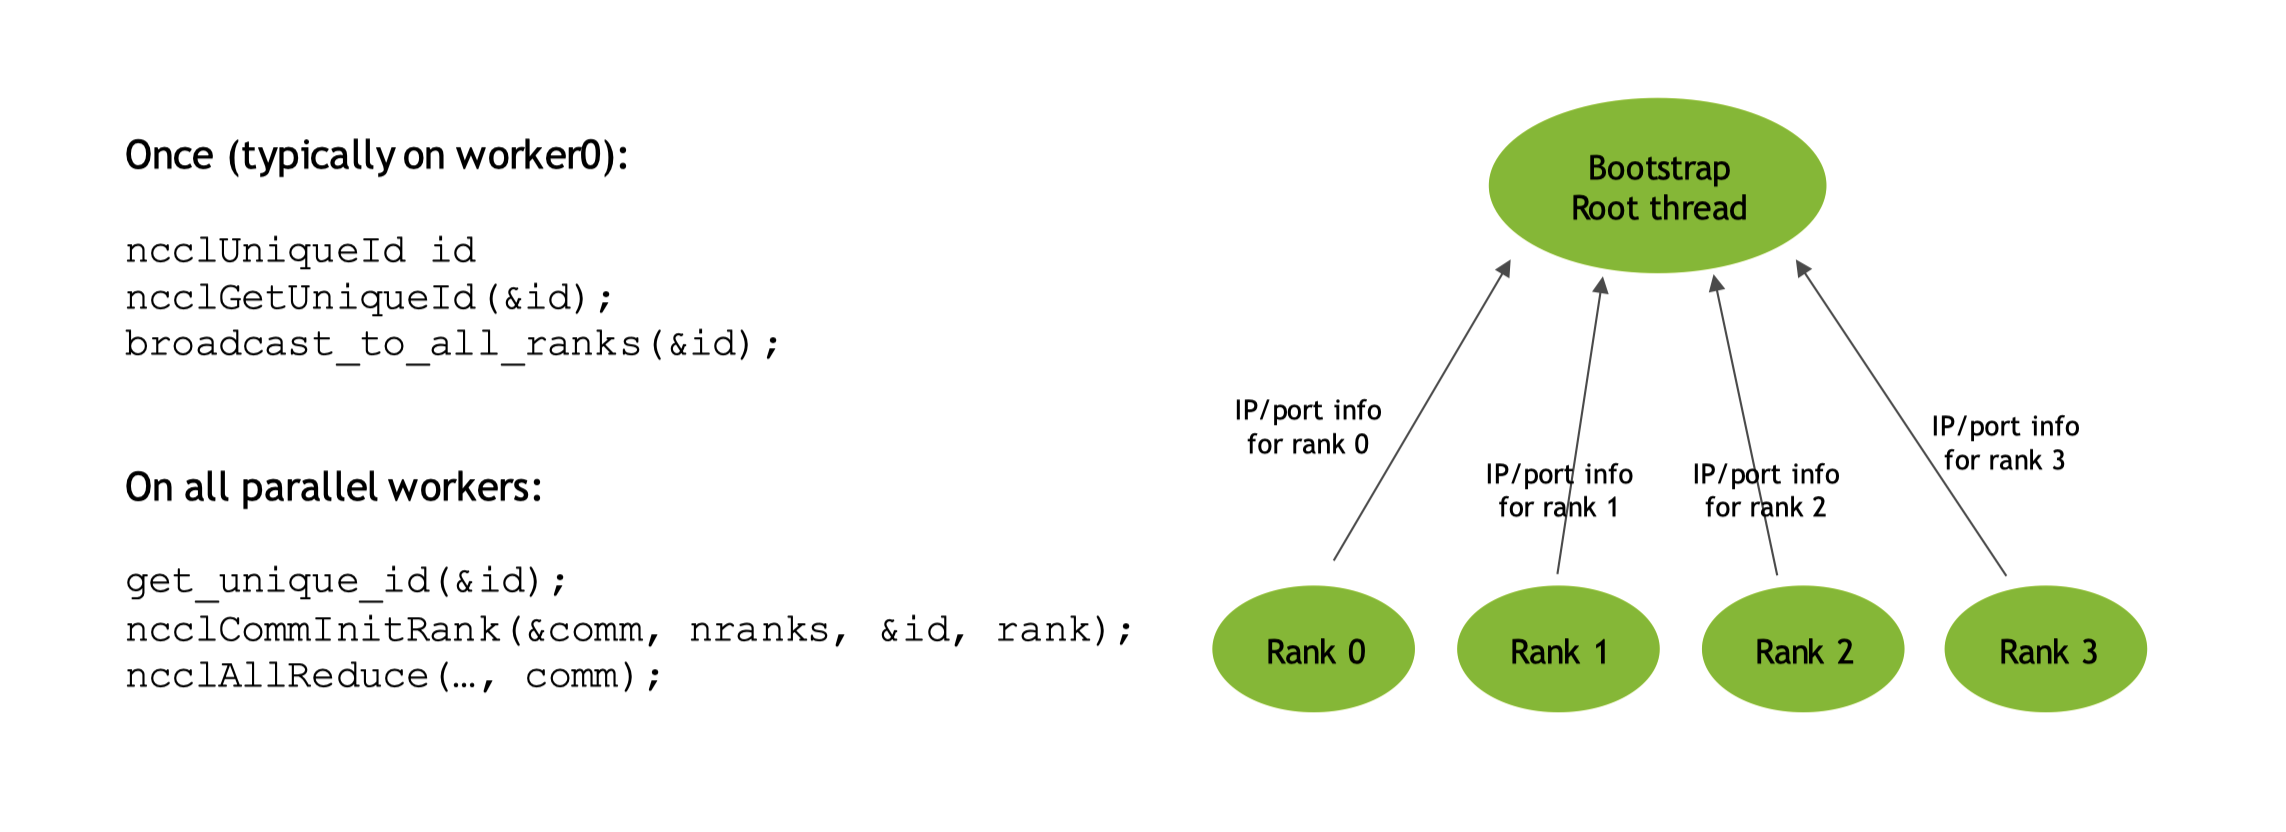 Once (typically on worker0):
ncclUniqueId id
ncclGetUniqueId(&id);
broadcast_to_all_ranks(&id);
On all parallel workers:
get_unique_id(&id);
ncclCommInitRank(&comm, nranks, &id, rank);
ncclAllReduce(…, comm);
Bootstrap
Root thread
IP/port info
for rank 0
IP/port info
for rank 1
IP/port info
for rank 2
IP/port info
for rank 3
Rank 0
Rank 1
Rank 2
Rank 3